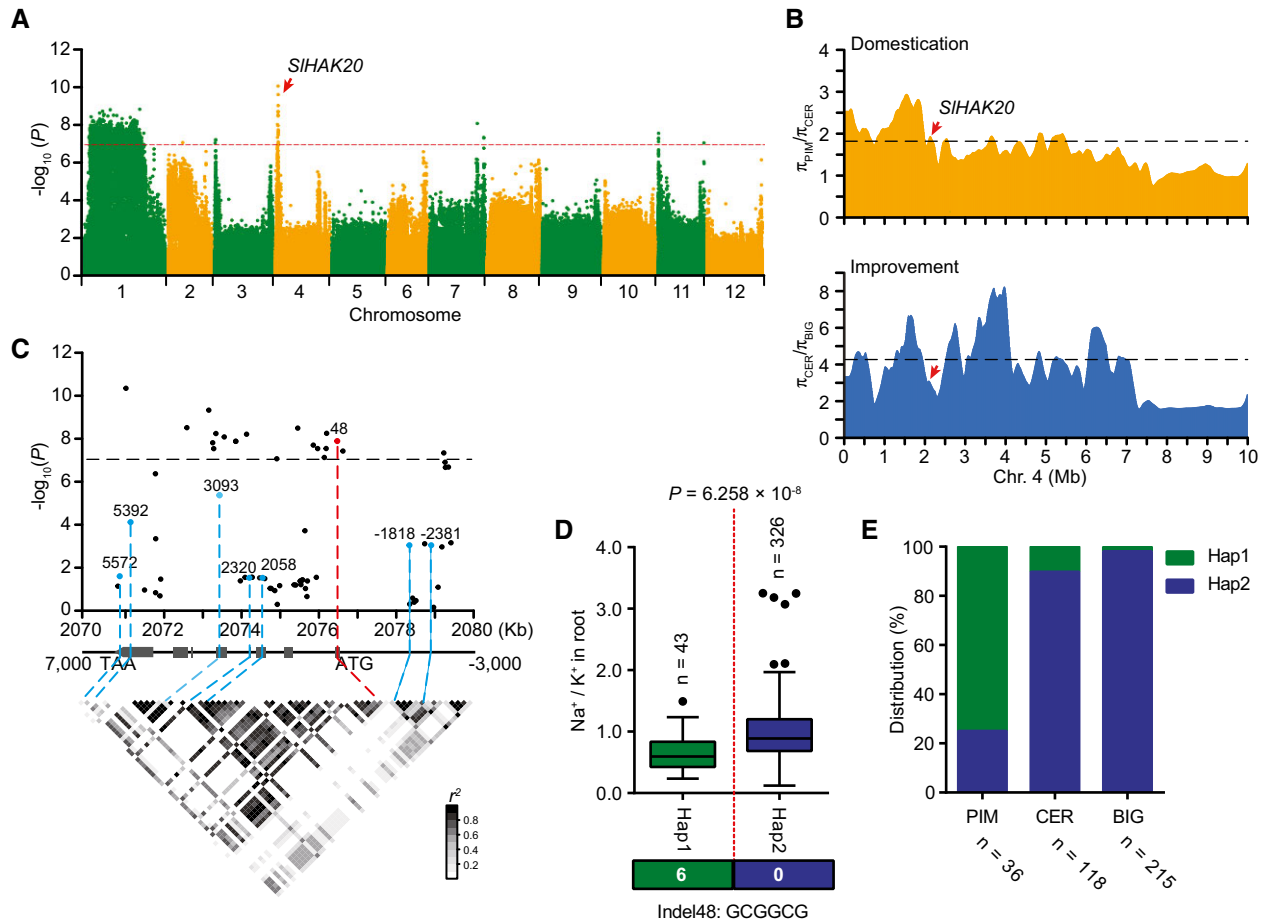 A
-log10 (P)
12
10
8
6
4
2
0
SlHAK20
1 2 3 4 5 6 7 8 9 10 11 12
Chromosome
B
Domestication
πPIM/πCER
4
3
2
1
0
SlHAK20
Improvement
πCER/πBIG
8
6
4
2
0
0 1 2 3 4 5 6 7 8 9 10
Chr. 4 (Mb)
C
-log10(P)
12
10
8
6
4
2
0
48
3093
5392
5572
2320
2058
-1818
-2381
2070 2072 2074 2076 2078 2080 (Kb)
7,000 TAA ATG -3,000
r²
0.8
0.6
0.4
0.2
D
P = 6.258 × 10⁻⁸
Na⁺ / K⁺ in root
4.0
3.0
2.0
1.0
0.0
n = 43
n = 326
Hap1 Hap2
6 0
Indel48: GCGGCG
E
Distribution (%)
100
80
60
40
20
0
Hap1
Hap2
PIM CER BIG
n = 36 n = 118 n = 215